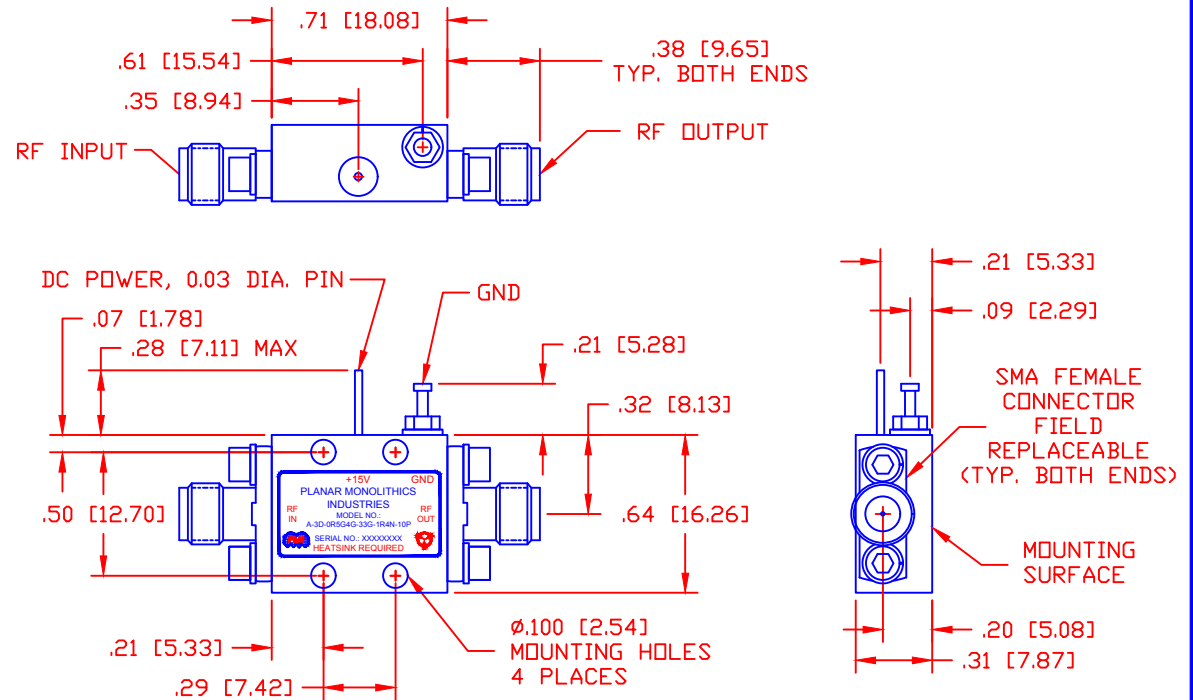 .71 [18.08]
.61 [15.54]
.38 [9.65]
TYP. BOTH ENDS
.35 [8.94]
RF INPUT
RF OUTPUT
DC POWER, 0.03 DIA. PIN
GND
.07 [1.78]
.28 [7.11] MAX
.21 [5.28]
.32 [8.13]
.50 [12.70]
.64 [16.26]
+15V GND
PLANAR MONOLITHICS
INDUSTRIES
MODEL NO.:
A-3D-0R5G4G-33G-1R4N-10P
RF
IN
RF
OUT
SERIAL NO.: XXXXXXXX
HEATSINK REQUIRED
PMI
.21 [5.33]
.29 [7.42]
Ø.100 [2.54]
MOUNTING HOLES
4 PLACES
.21 [5.33]
.09 [2.29]
SMA FEMALE
CONNECTOR
FIELD
REPLACEABLE
(TYP. BOTH ENDS)
MOUNTING
SURFACE
.20 [5.08]
.31 [7.87]